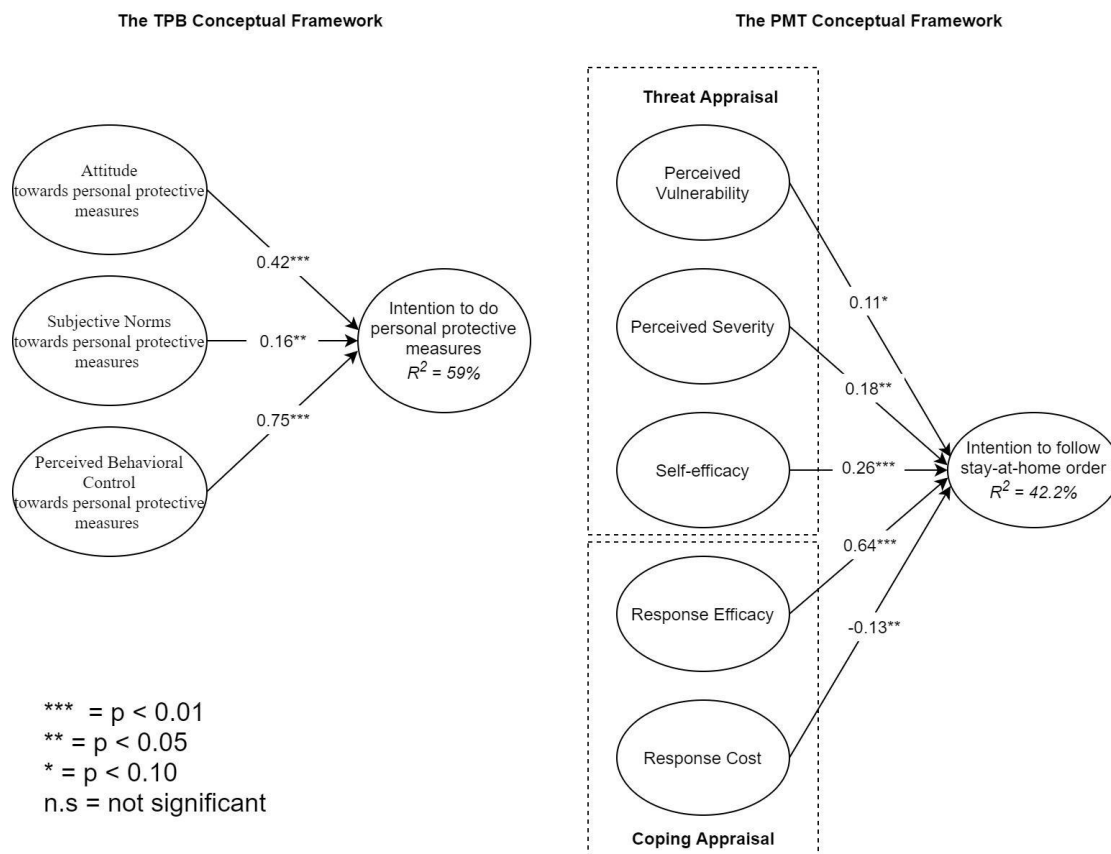 The TPB Conceptual Framework
Attitude
towards personal protective
measures
0.42***
Subjective Norms
towards personal protective
measures
0.16**
Perceived Behavioral
Control
towards personal protective
measures
0.75***
Intention to do
personal protective
measures
R² = 59%
*** = p < 0.01
** = p < 0.05
* = p < 0.10
n.s = not significant
The PMT Conceptual Framework
Threat Appraisal
Perceived
Vulnerability
0.11*
Perceived Severity
0.18**
Self-efficacy
0.26***
Intention to follow
stay-at-home order
R² = 42.2%
Response Efficacy
0.64***
-0.13**
Response Cost
Coping Appraisal